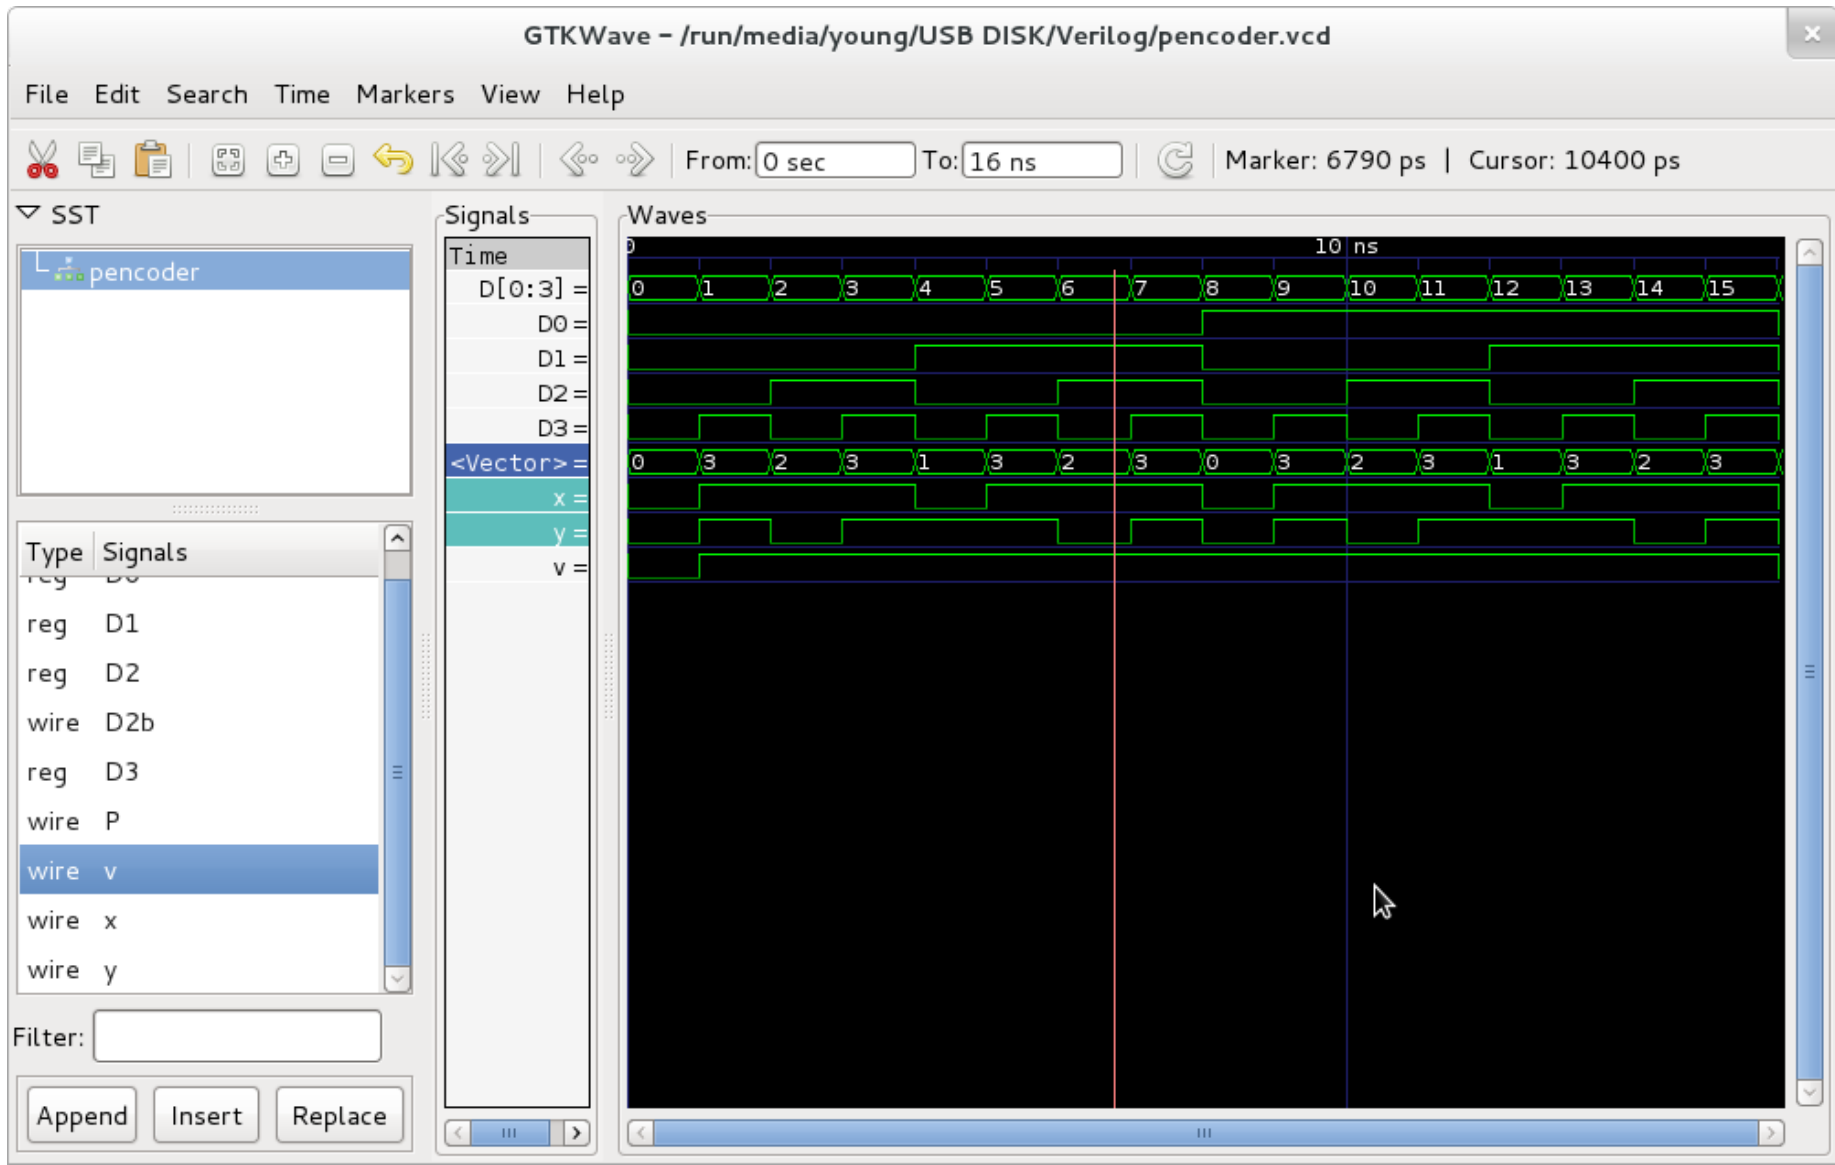 GTKWave – /run/media/young/USB DISK/Verilog/pencoder.vcd
File Edit Search Time Markers View Help
From: 0 sec To: 16 ns Marker: 6790 ps | Cursor: 10400 ps
SST
pencoder
Type Signals
reg D0
reg D1
reg D2
wire D2b
reg D3
wire P
wire v
wire x
wire y
Filter:
Append Insert Replace
Signals
Time
D[0:3] =
D0 =
D1 =
D2 =
D3 =
<Vector> =
x =
y =
v =
Waves
0 10 ns
0 1 2 3 4 5 6 7 8 9 10 11 12 13 14 15
0 3 2 3 1 3 2 3 0 3 2 3 1 3 2 3